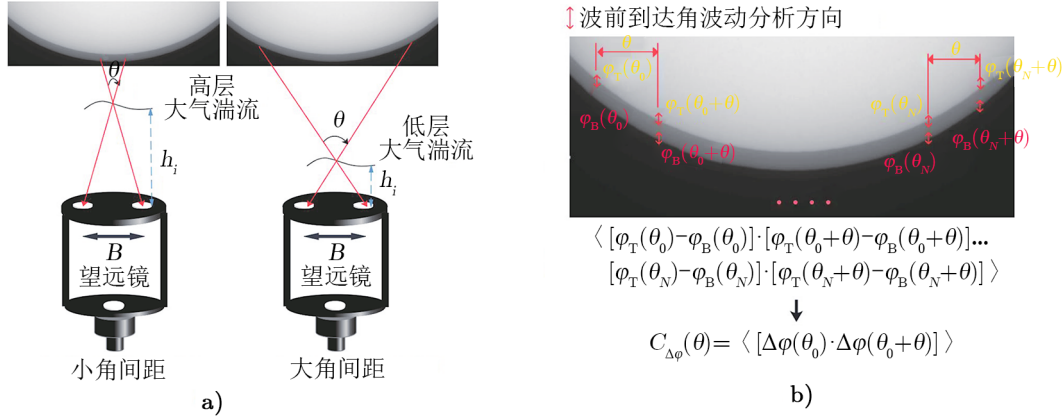 θ
高层
大气湍流
h_i
B
望远镜
小角间距
θ
低层
大气湍流
h_i
B
望远镜
大角间距
a)
波前到达角波动分析方向
θ
φ_T(θ_0)
φ_B(θ_0)
φ_T(θ_0+θ)
φ_B(θ_0+θ)
θ
φ_T(θ_N)
φ_B(θ_N)
φ_T(θ_N+θ)
φ_B(θ_N+θ)
〈[φ_T(θ_0)−φ_B(θ_0)]·[φ_T(θ_0+θ)−φ_B(θ_0+θ)]...
[φ_T(θ_N)−φ_B(θ_N)]·[φ_T(θ_N+θ)−φ_B(θ_N+θ)]〉
C_Δφ(θ)=〈[Δφ(θ_0)·Δφ(θ_0+θ)]〉
b)